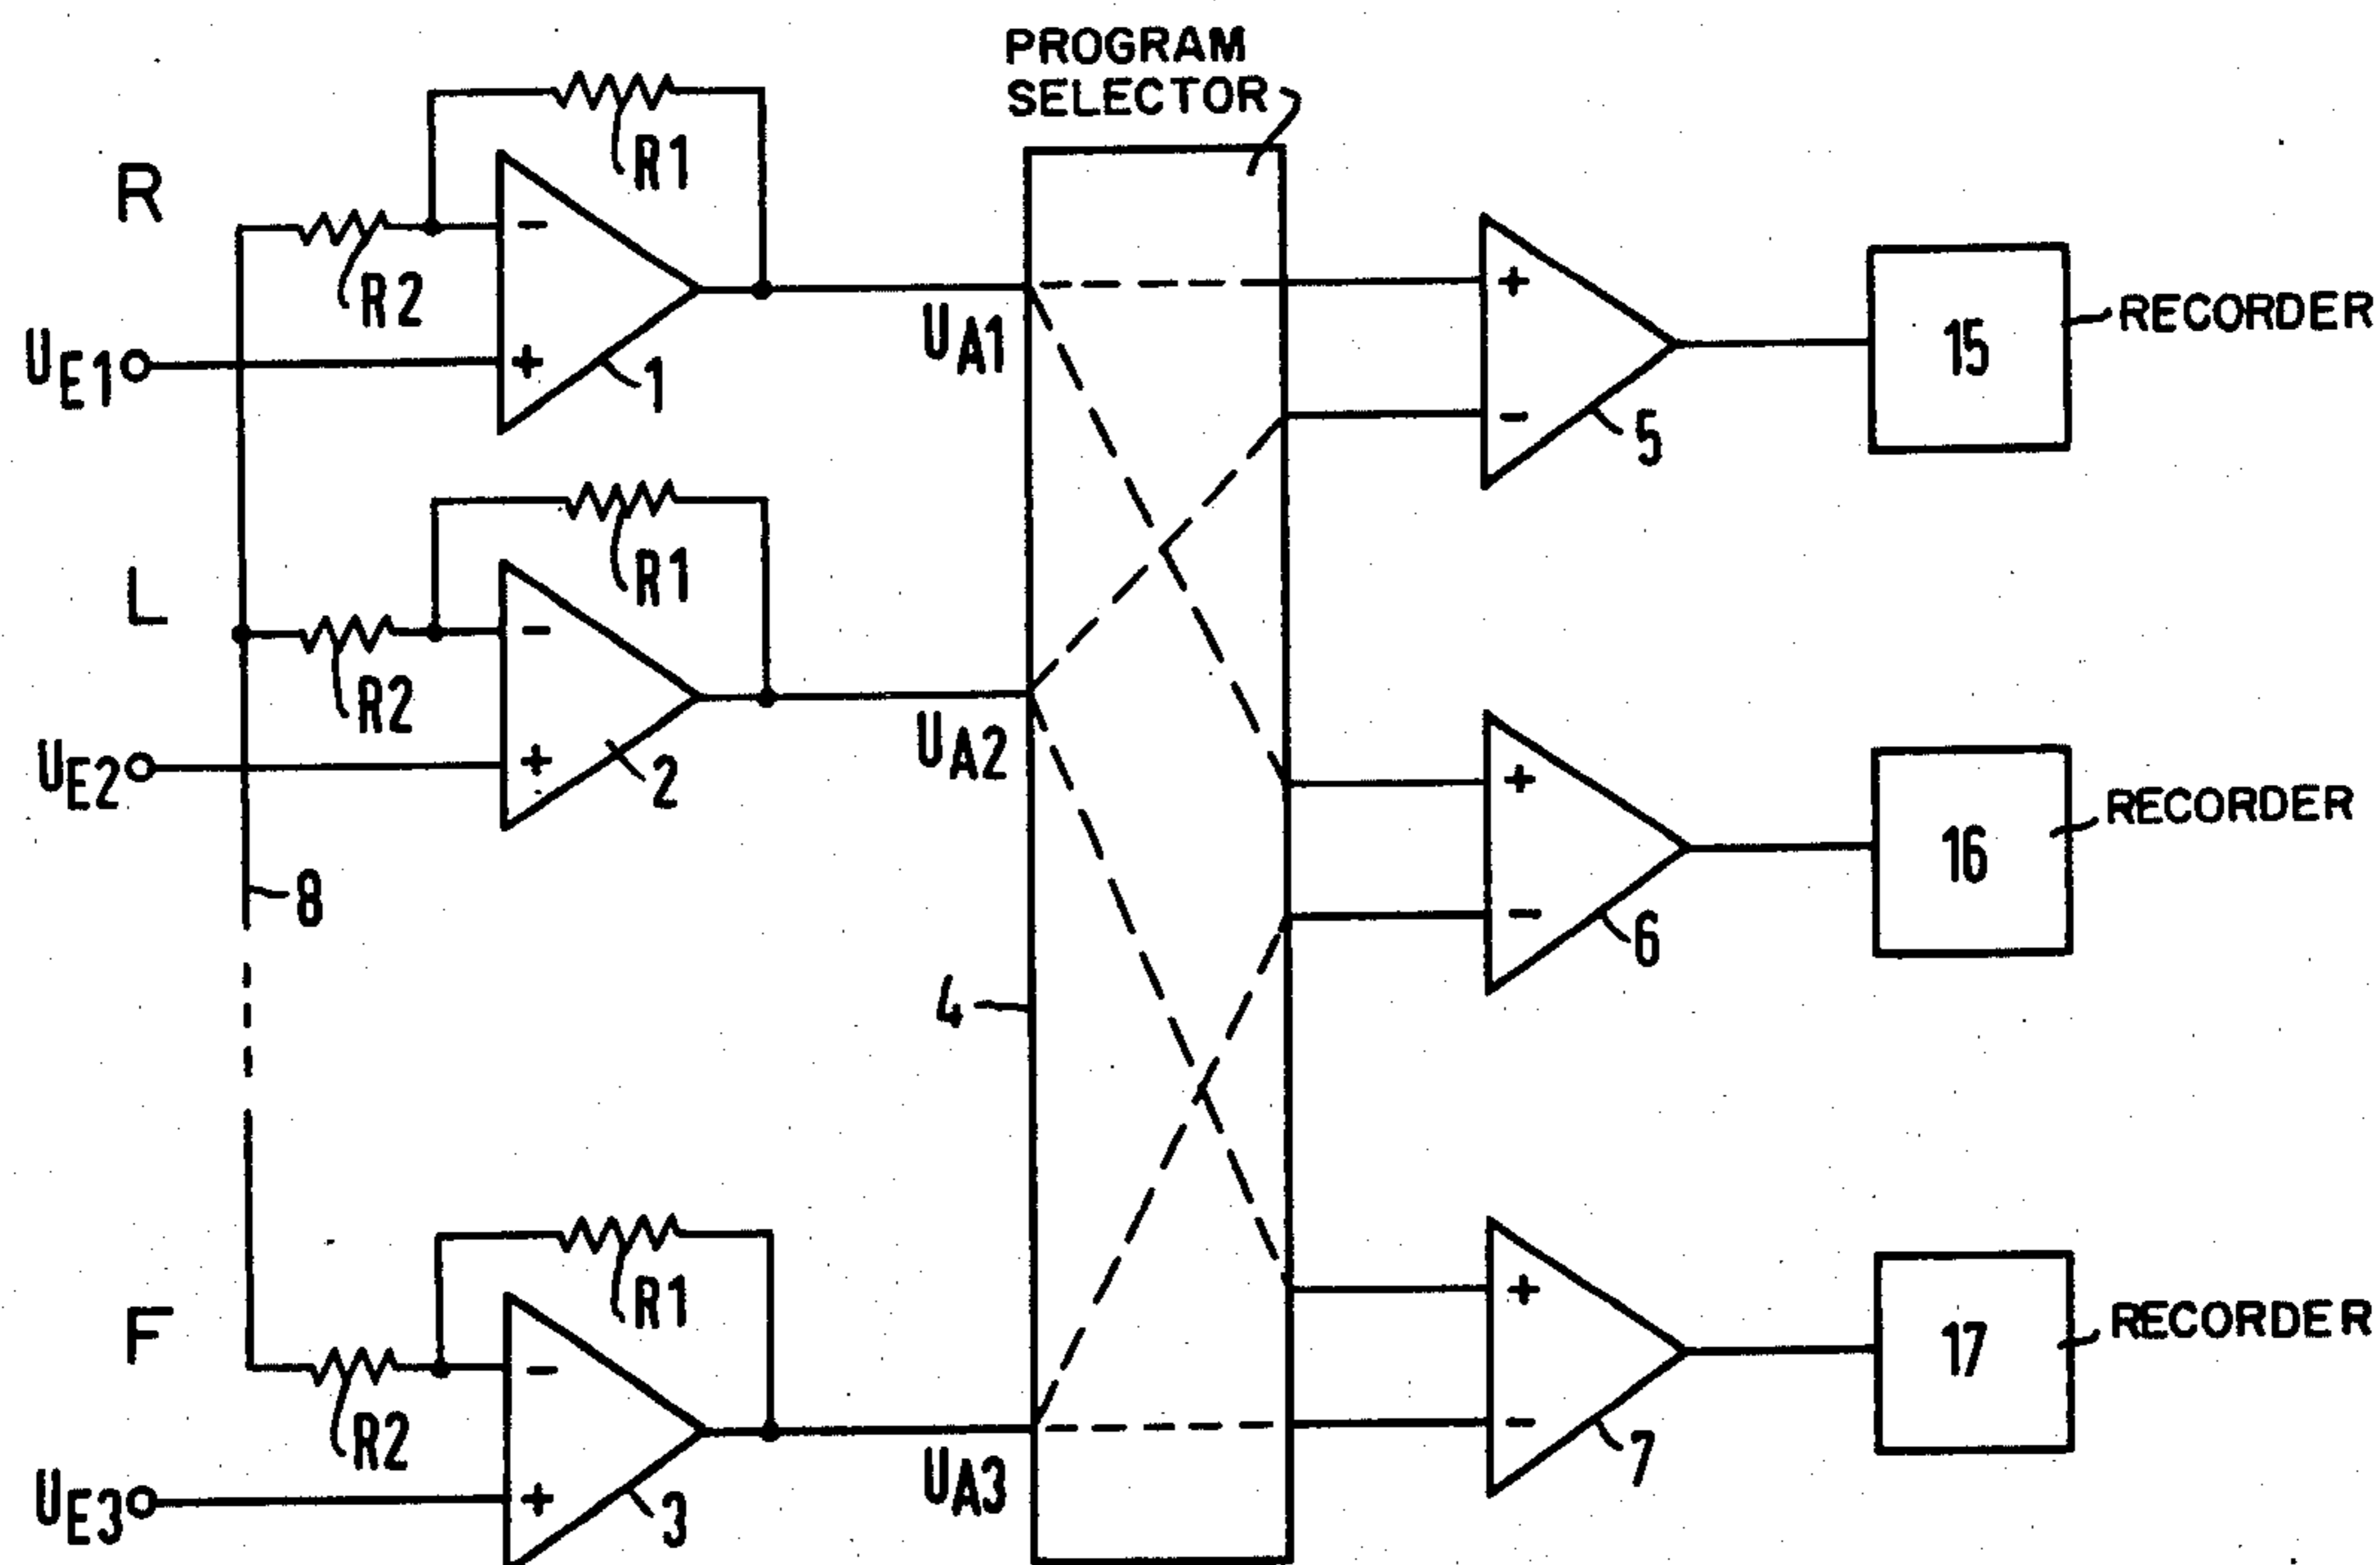 PROGRAM
SELECTOR
R
R1
R2
UE1
-
+
1
UA1
+
-
5
15
RECORDER
L
R1
R2
UE2
-
+
2
UA2
+
-
6
16
RECORDER
8
4
F
R1
R2
UE3
-
+
3
UA3
+
-
7
17
RECORDER